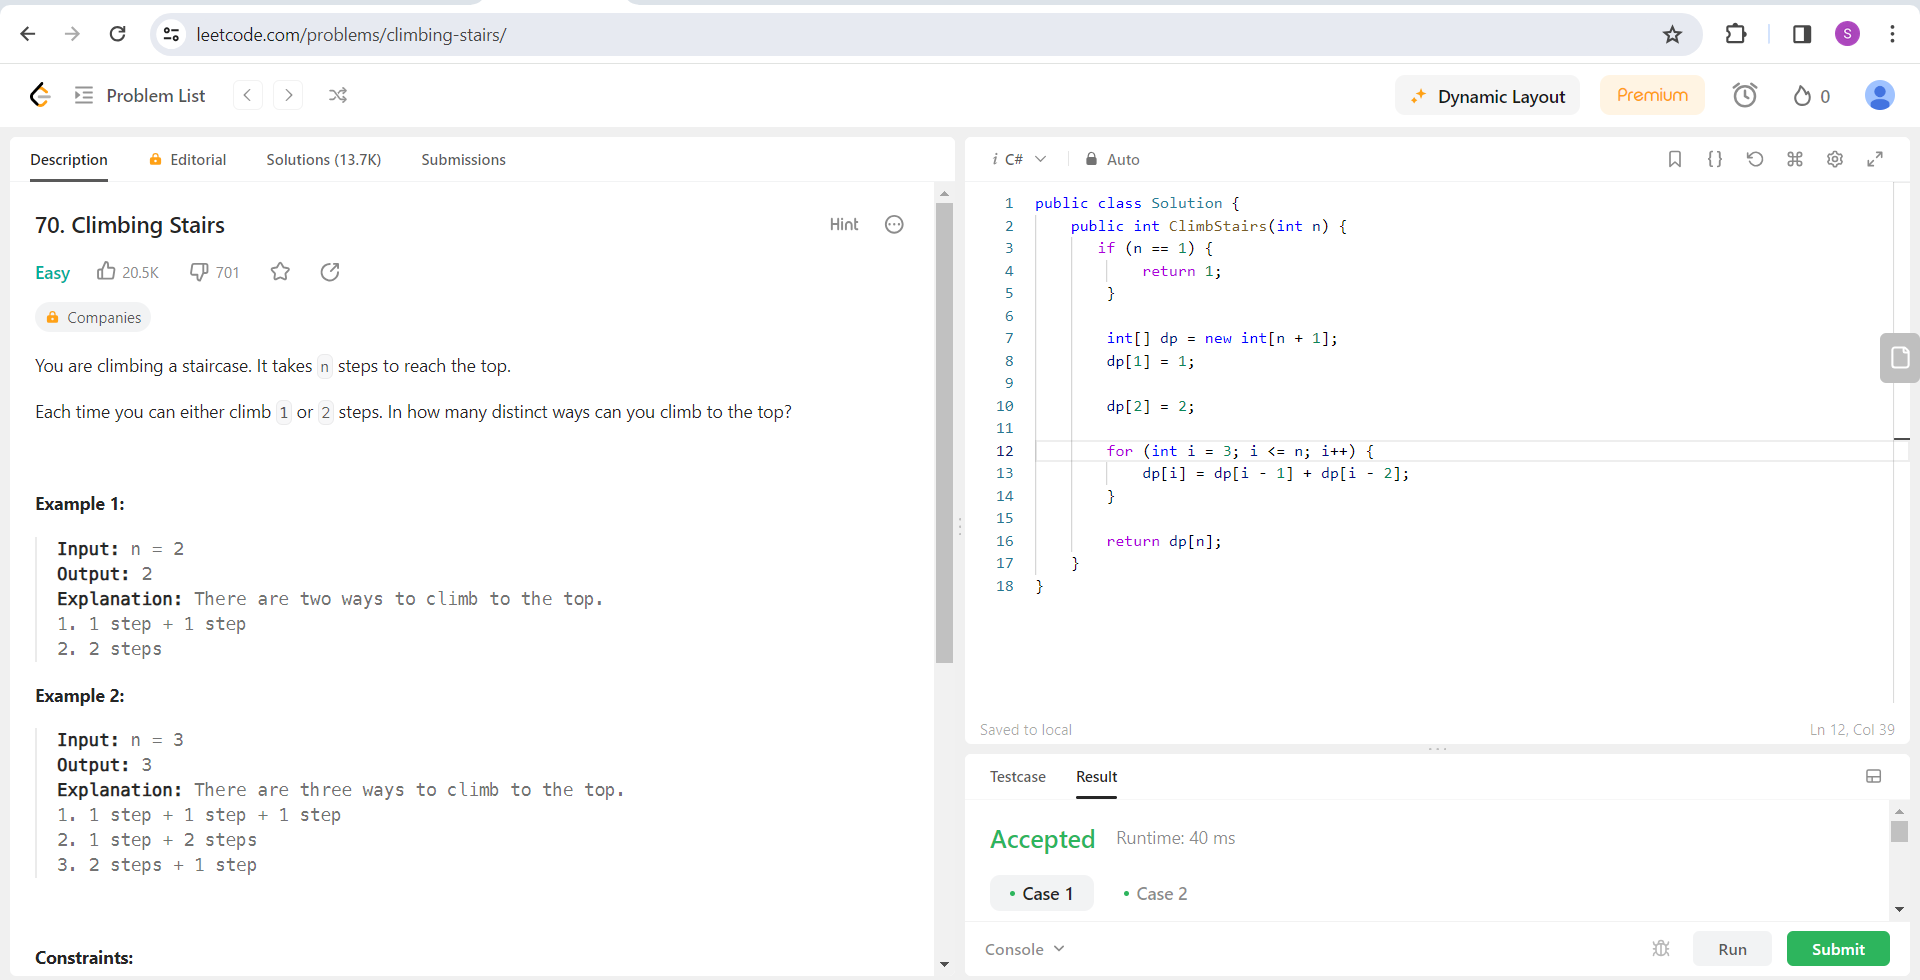 leetcode.com/problems/climbing-stairs/
S
Problem List
Dynamic Layout
Premium
0
Description
Editorial
Solutions (13.7K)
Submissions
70. Climbing Stairs
Hint
Easy
20.5K
701
Companies
You are climbing a staircase. It takes n steps to reach the top.
Each time you can either climb 1 or 2 steps. In how many distinct ways can you climb to the top?
Example 1:
Input: n = 2
Output: 2
Explanation: There are two ways to climb to the top.
1. 1 step + 1 step
2. 2 steps
Example 2:
Input: n = 3
Output: 3
Explanation: There are three ways to climb to the top.
1. 1 step + 1 step + 1 step
2. 1 step + 2 steps
3. 2 steps + 1 step
Constraints:
i C#
Auto
1 public class Solution {
2 public int ClimbStairs(int n) {
3 if (n == 1) {
4 return 1;
5 }
6
7 int[] dp = new int[n + 1];
8 dp[1] = 1;
9
10 dp[2] = 2;
11
12 for (int i = 3; i <= n; i++) {
13 dp[i] = dp[i - 1] + dp[i - 2];
14 }
15
16 return dp[n];
17 }
18 }
Saved to local
Ln 12, Col 39
Testcase
Result
Accepted
Runtime: 40 ms
• Case 1
• Case 2
Console
Run
Submit